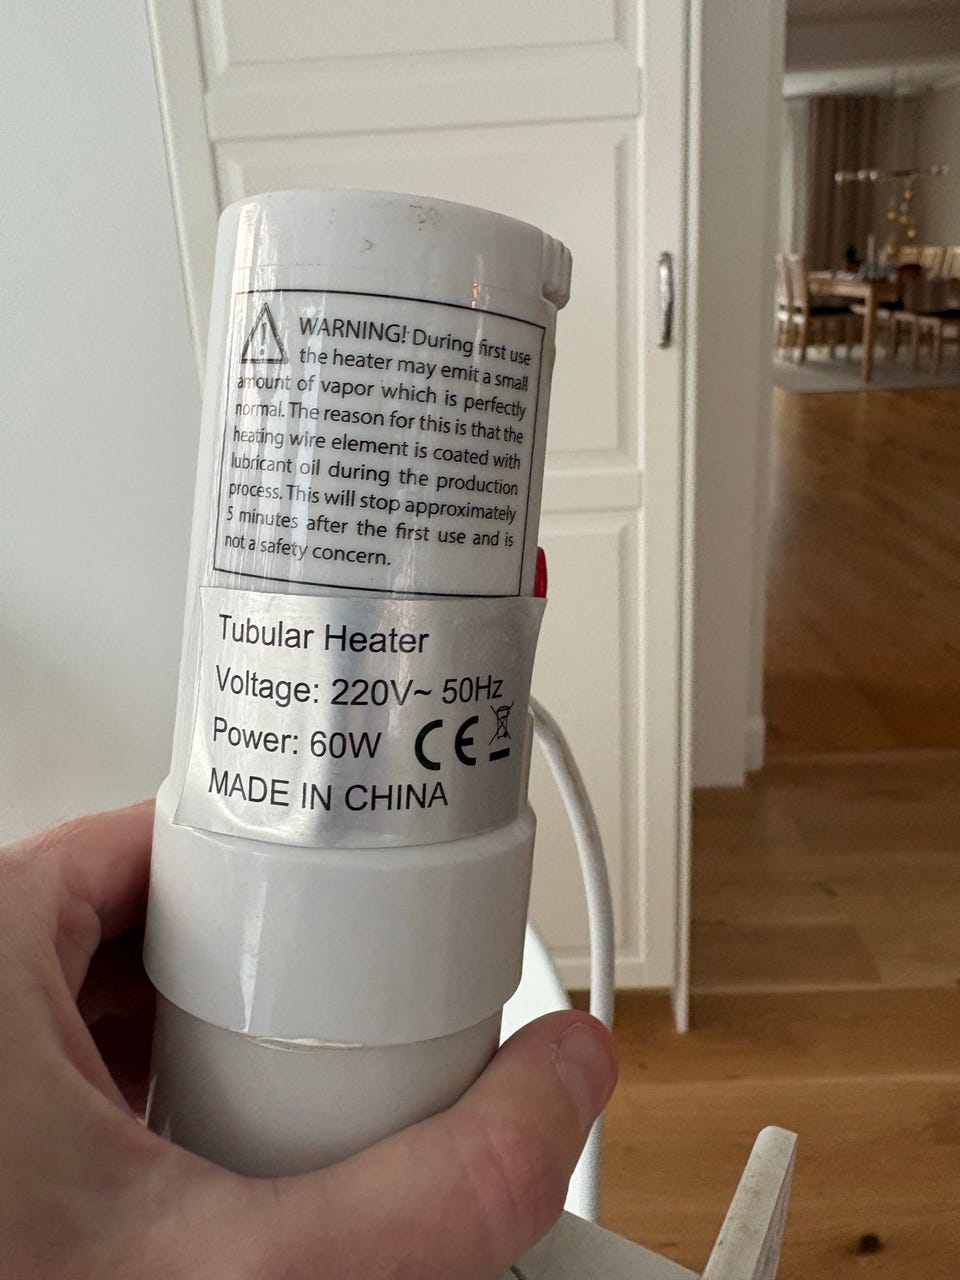 WARNING! During first use
the heater may emit a small
amount of vapor which is perfectly
normal. The reason for this is that the
heating wire element is coated with
lubricant oil during the production
process. This will stop approximately
5 minutes after the first use and is
not a safety concern.
Tubular Heater
Voltage: 220V~ 50Hz
Power: 60W CE
MADE IN CHINA